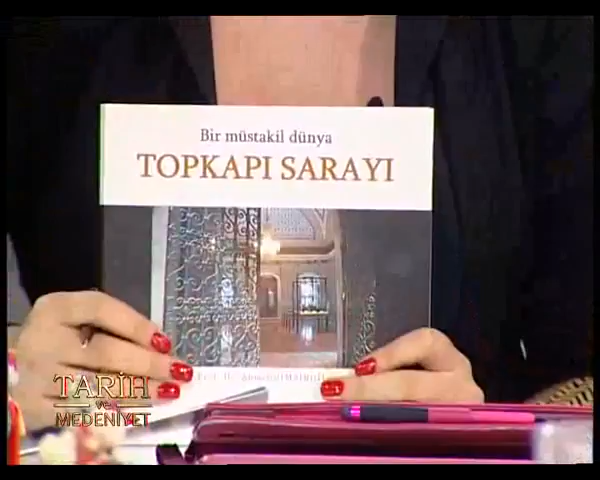 Bir müstakil dünya
TOPKAPI SARAYI
TARİH
ve
MEDENİYET